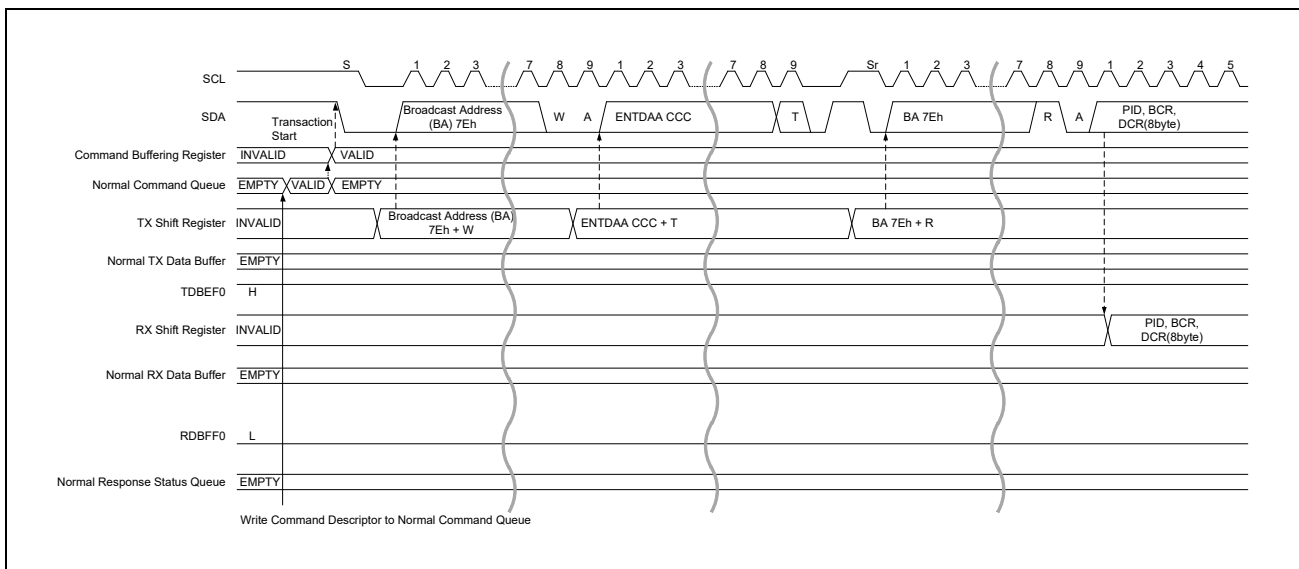 S 1 2 3 7 8 9 1 2 3 7 8 9 Sr 1 2 3 7 8 9 1 2 3 4 5
SCL
SDA
Transaction
Start
Broadcast Address
(BA) 7Eh
W A ENTDAA CCC T BA 7Eh R A
PID, BCR,
DCR(8byte)
Command Buffering Register INVALID VALID
Normal Command Queue EMPTY VALID EMPTY
TX Shift Register INVALID
Broadcast Address (BA)
7Eh + W
ENTDAA CCC + T BA 7Eh + R
Normal TX Data Buffer EMPTY
TDBEF0 H
RX Shift Register INVALID
PID, BCR,
DCR(8byte)
Normal RX Data Buffer EMPTY
RDBFF0 L
Normal Response Status Queue EMPTY
Write Command Descriptor to Normal Command Queue